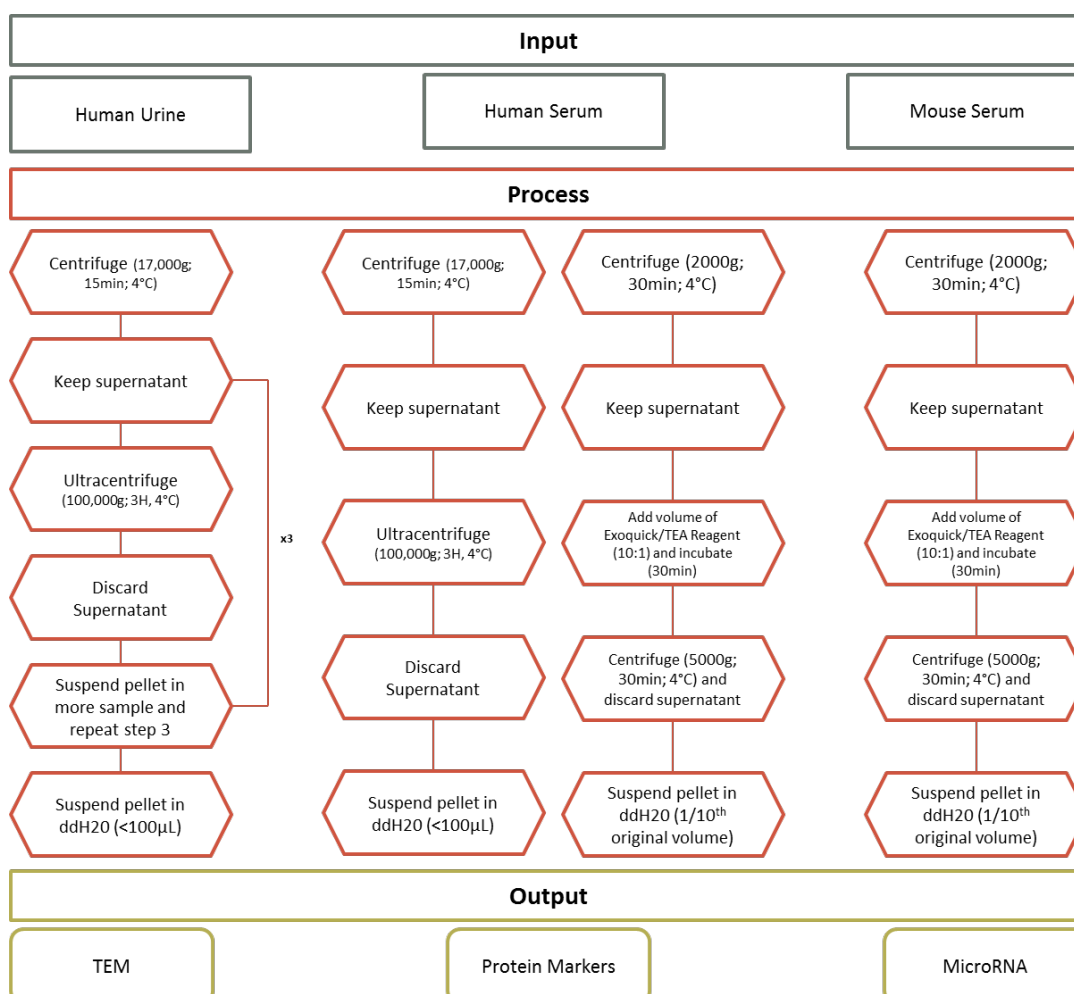 Input
Human Urine
Human Serum
Mouse Serum
Process
Centrifuge (17,000g;
15min; 4°C)
Keep supernatant
Ultracentrifuge
(100,000g; 3H, 4°C)
Discard
Supernatant
Suspend pellet in
more sample and
repeat step 3
x3
Suspend pellet in
ddH20 (<100µL)
Centrifuge (17,000g;
15min; 4°C)
Keep supernatant
Ultracentrifuge
(100,000g; 3H, 4°C)
Discard
Supernatant
Suspend pellet in
ddH20 (<100µL)
Centrifuge (2000g;
30min; 4°C)
Keep supernatant
Add volume of
Exoquick/TEA Reagent
(10:1) and incubate
(30min)
Centrifuge (5000g;
30min; 4°C) and
discard supernatant
Suspend pellet in
ddH20 (1/10th
original volume)
Centrifuge (2000g;
30min; 4°C)
Keep supernatant
Add volume of
Exoquick/TEA Reagent
(10:1) and incubate
(30min)
Centrifuge (5000g;
30min; 4°C) and
discard supernatant
Suspend pellet in
ddH20 (1/10th
original volume)
Output
TEM
Protein Markers
MicroRNA